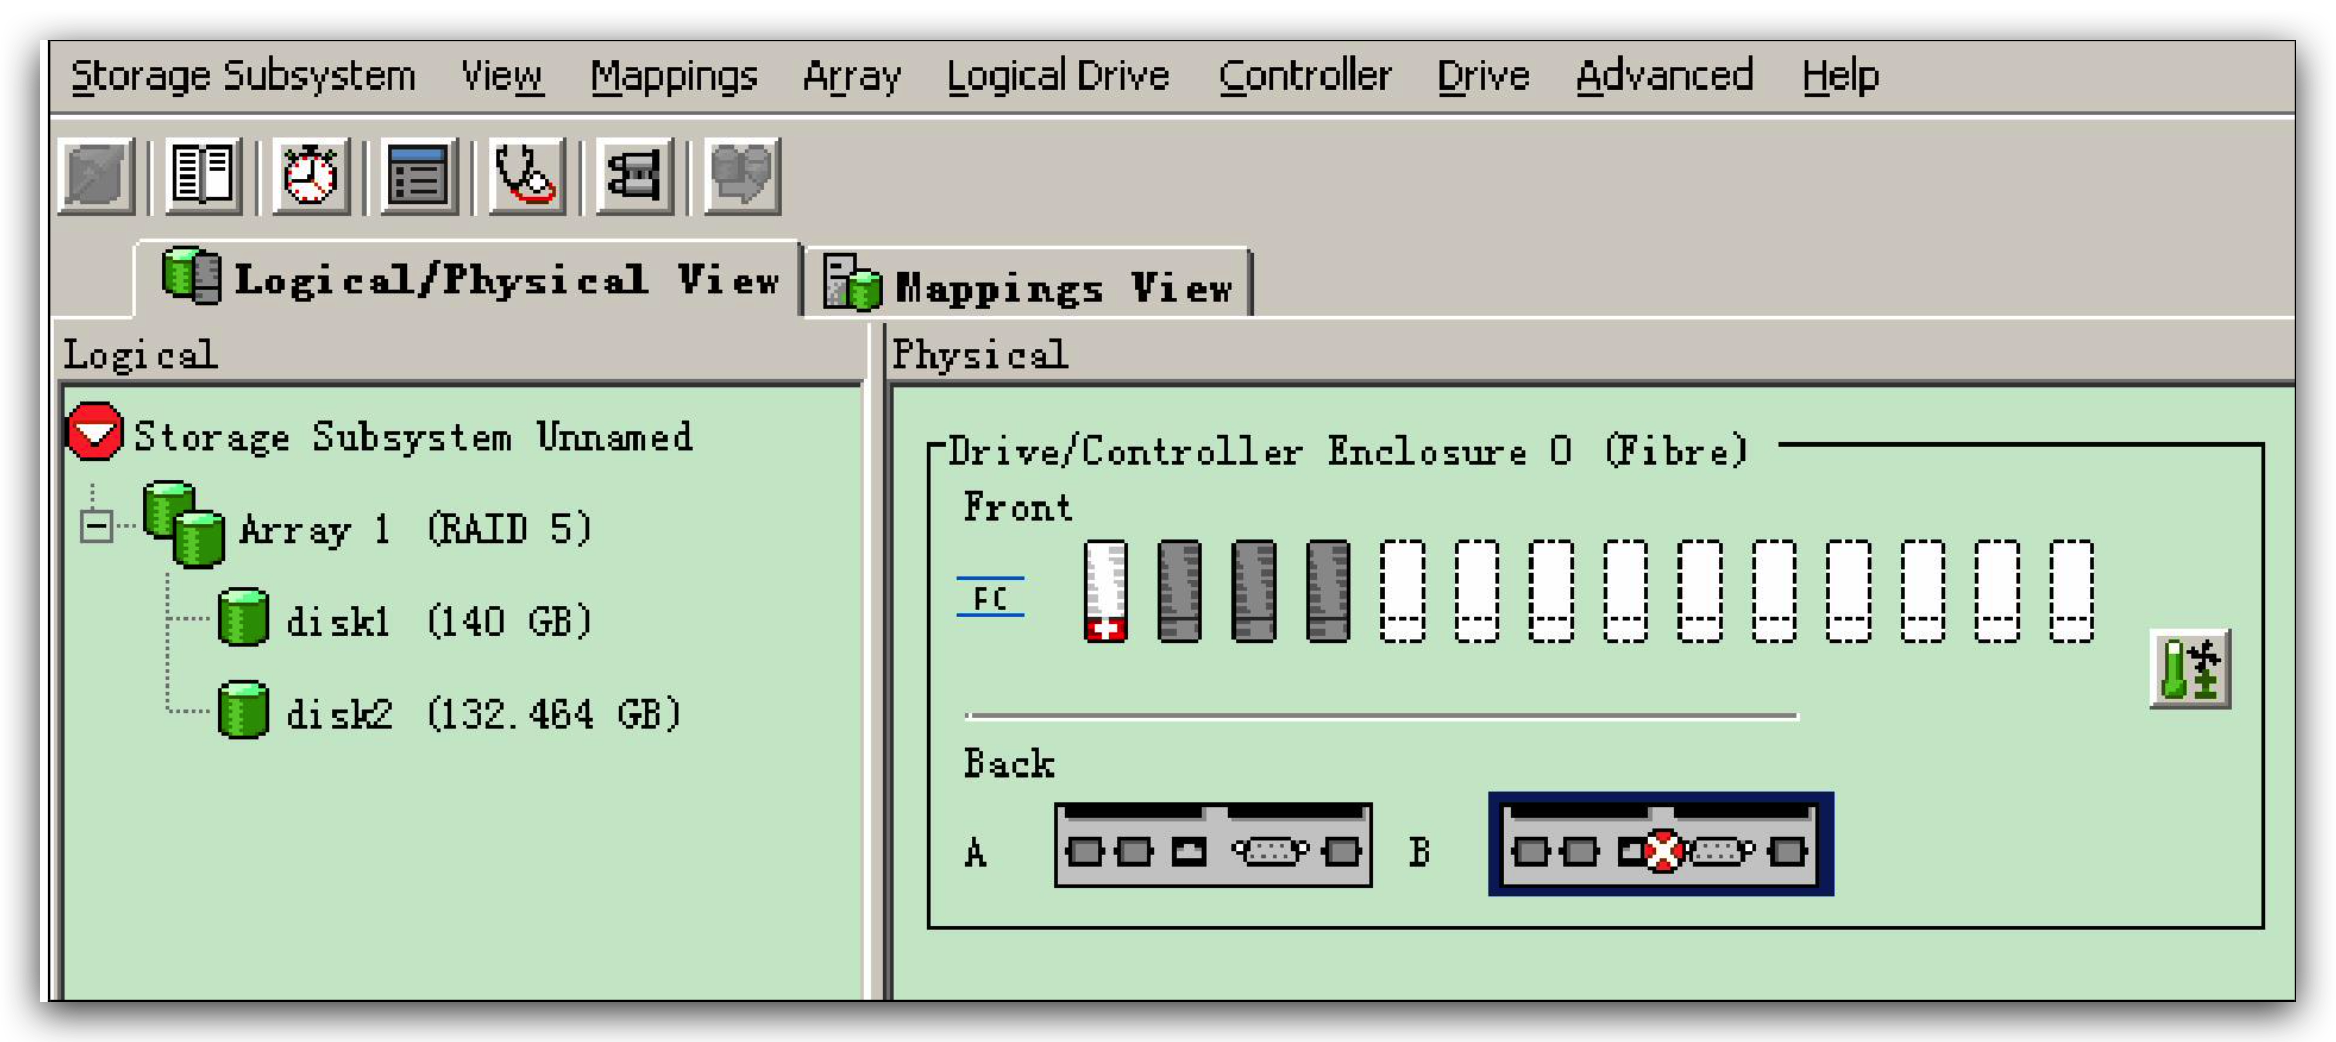 Storage Subsystem View Mappings Array Logical Drive Controller Drive Advanced Help
Logical/Physical View Mappings View
Logical
Storage Subsystem Unnamed
Array 1 (RAID 5)
disk1 (140 GB)
disk2 (132.464 GB)
Physical
Drive/Controller Enclosure 0 (Fibre)
Front
FC
Back
A B